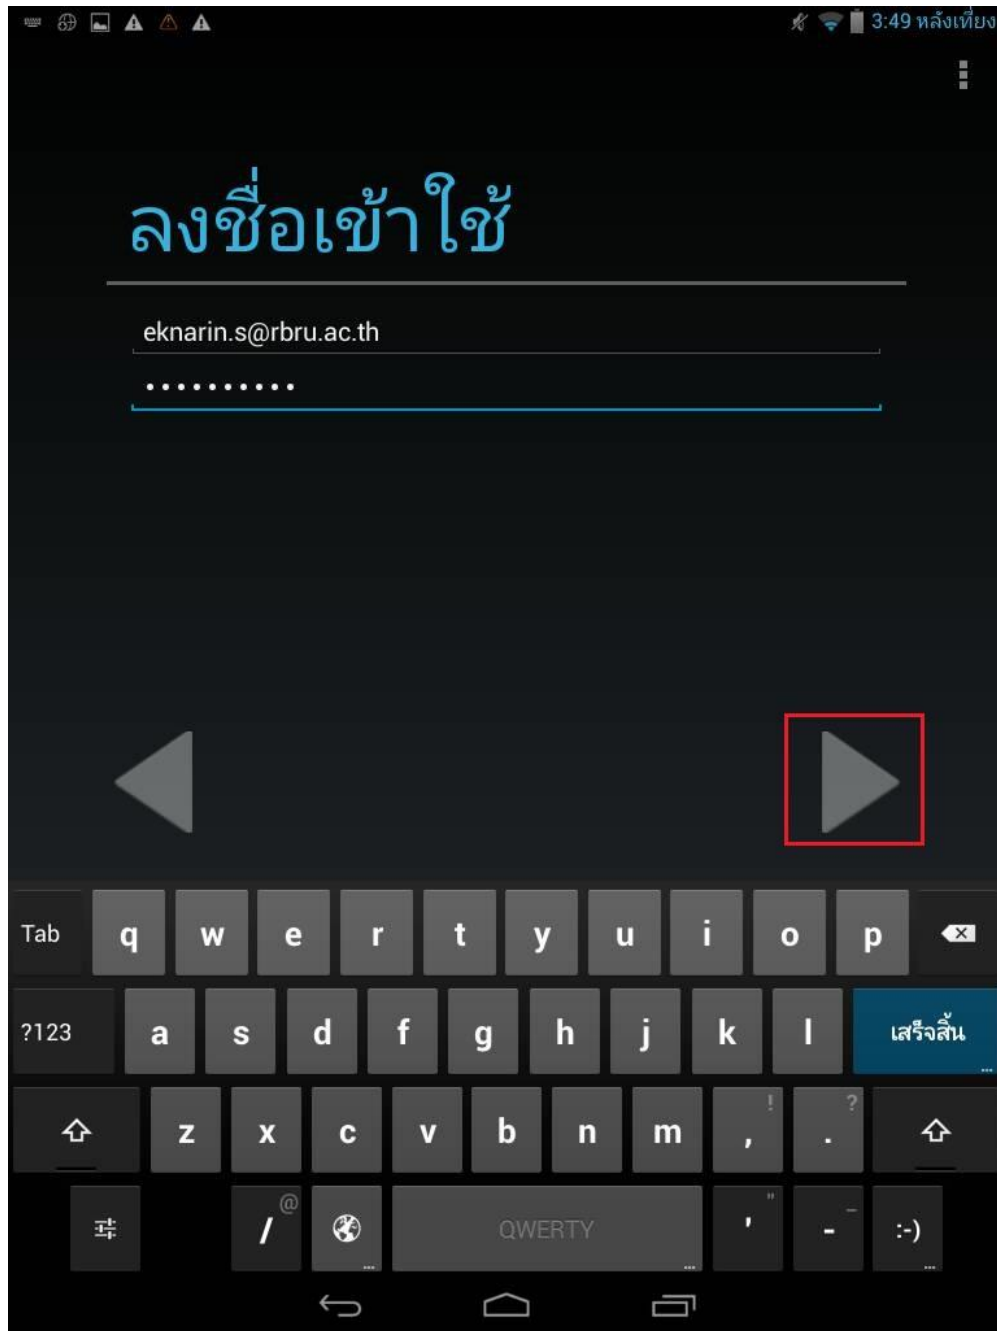 3:49 หลังเที่ยง
ลงชื่อเข้าใช้
eknarin.s@rbru.ac.th
••••••••••
Tab q w e r t y u i o p
?123 a s d f g h j k l เสร็จสิ้น
z x c v b n m , ! . ?
/ @ QWERTY ' " - _ :-)